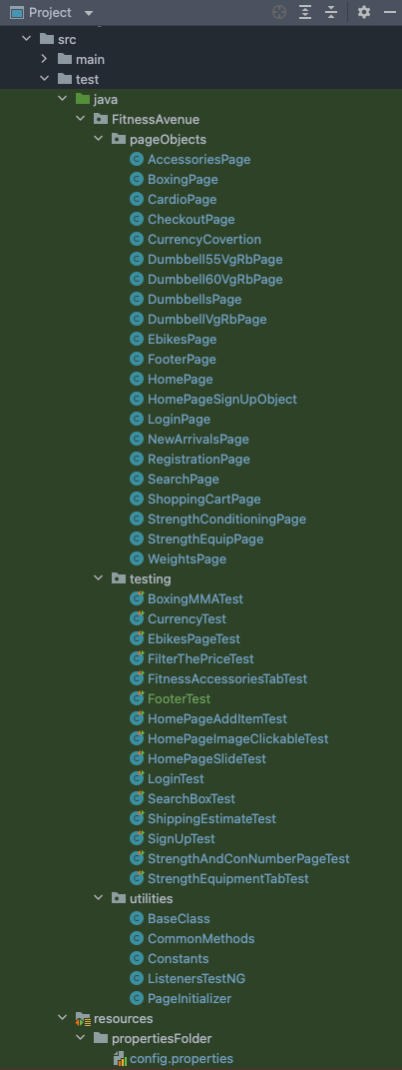 Project
src
main
test
java
FitnessAvenue
pageObjects
AccessoriesPage
BoxingPage
CardioPage
CheckoutPage
CurrencyCovertion
Dumbbell55VgRbPage
Dumbbell60VgRbPage
DumbbellsPage
DumbbellVgRbPage
EbikesPage
FooterPage
HomePage
HomePageSignUpObject
LoginPage
NewArrivalsPage
RegistrationPage
SearchPage
ShoppingCartPage
StrengthConditioningPage
StrengthEquipPage
WeightsPage
testing
BoxingMMATest
CurrencyTest
EbikesPageTest
FilterThePriceTest
FitnessAccessoriesTabTest
FooterTest
HomePageAddItemTest
HomePageImageClickableTest
HomePageSlideTest
LoginTest
SearchBoxTest
ShippingEstimateTest
SignUpTest
StrengthAndConNumberPageTest
StrengthEquipmentTabTest
utilities
BaseClass
CommonMethods
Constants
ListenersTestNG
PageInitializer
resources
propertiesFolder
config.properties